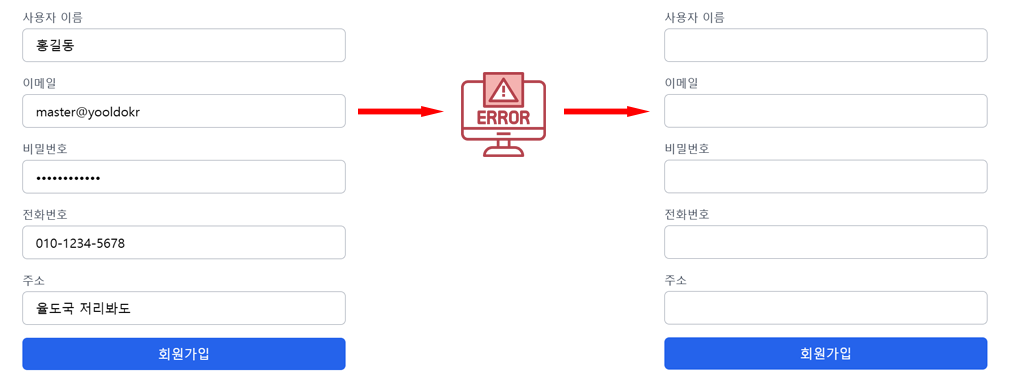 사용자 이름
홍길동
이메일
master@yooldokr
비밀번호
••••••••••••
전화번호
010-1234-5678
주소
율도국 저리봐도
회원가입
ERROR
사용자 이름
이메일
비밀번호
전화번호
주소
회원가입